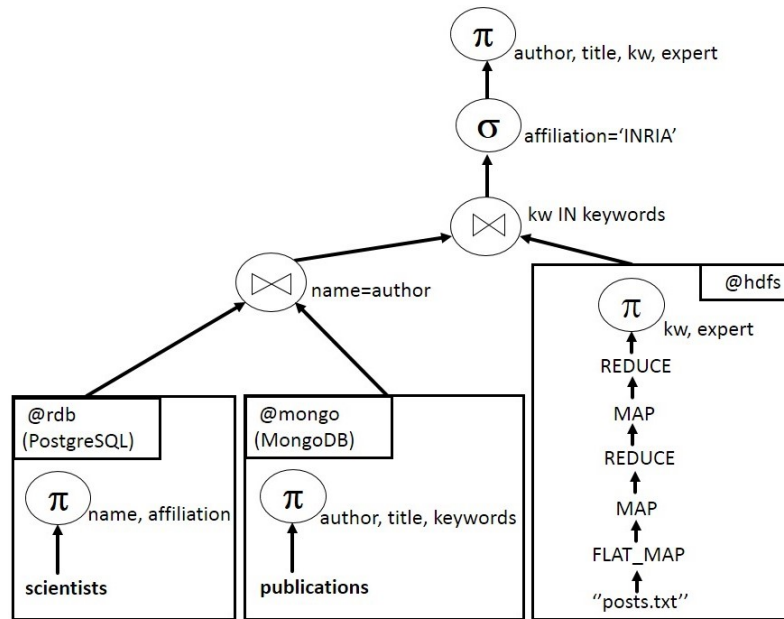 π
author, title, kw, expert
σ
affiliation=‘INRIA’
kw IN keywords
⋈
⋈
name=author
@rdb
(PostgreSQL)
π
name, affiliation
scientists
@mongo
(MongoDB)
π
author, title, keywords
publications
@hdfs
π
kw, expert
REDUCE
MAP
REDUCE
MAP
FLAT_MAP
‘’posts.txt’’